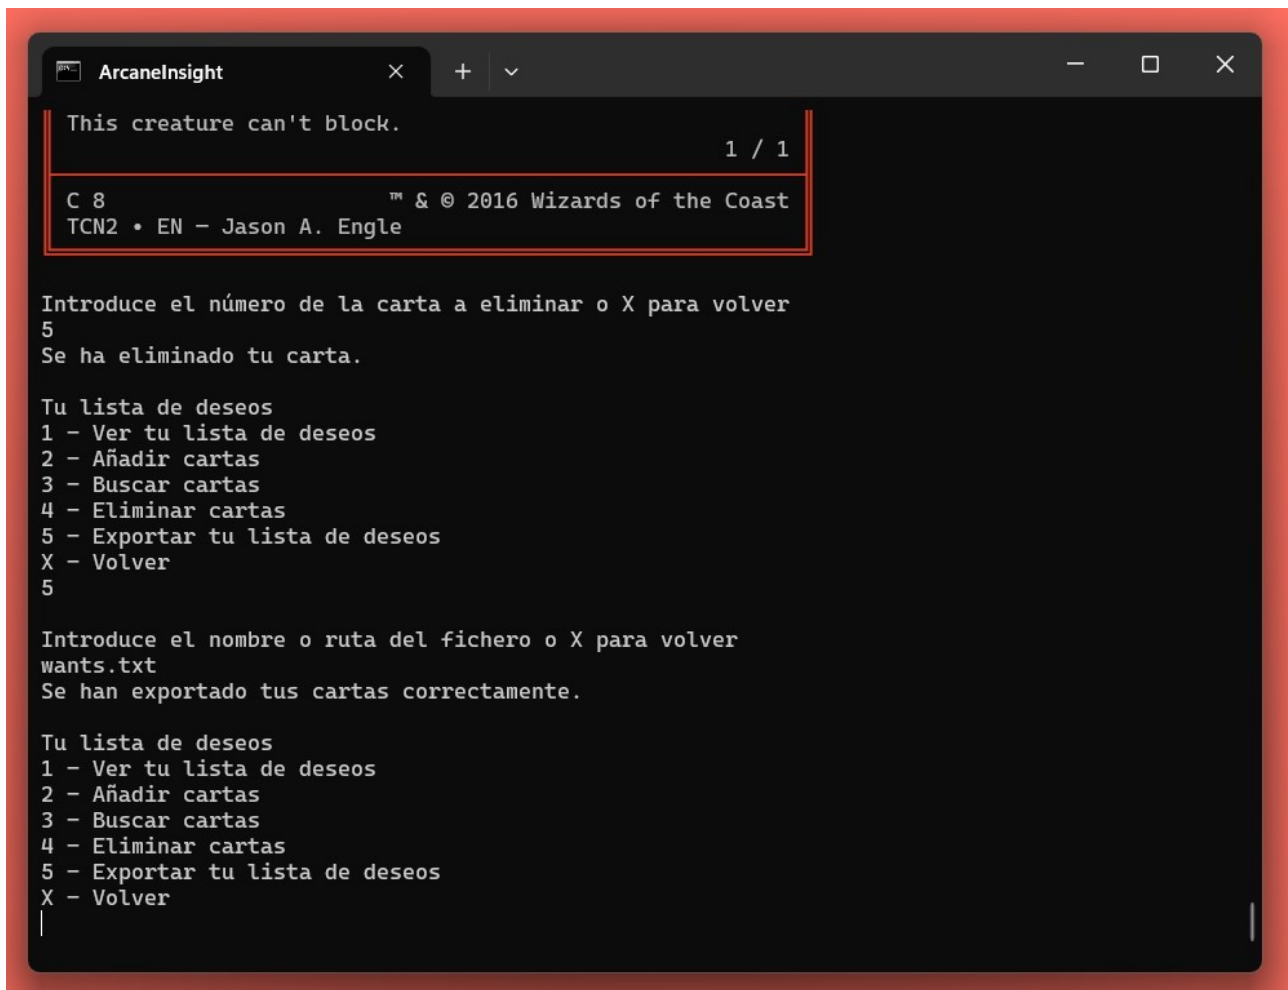 ArcaneInsight
This creature can't block.
1 / 1
C 8 ™ & © 2016 Wizards of the Coast
TCN2 • EN — Jason A. Engle
Introduce el número de la carta a eliminar o X para volver
5
Se ha eliminado tu carta.
Tu lista de deseos
1 — Ver tu lista de deseos
2 — Añadir cartas
3 — Buscar cartas
4 — Eliminar cartas
5 — Exportar tu lista de deseos
X — Volver
5
Introduce el nombre o ruta del fichero o X para volver
wants.txt
Se han exportado tus cartas correctamente.
Tu lista de deseos
1 — Ver tu lista de deseos
2 — Añadir cartas
3 — Buscar cartas
4 — Eliminar cartas
5 — Exportar tu lista de deseos
X — Volver